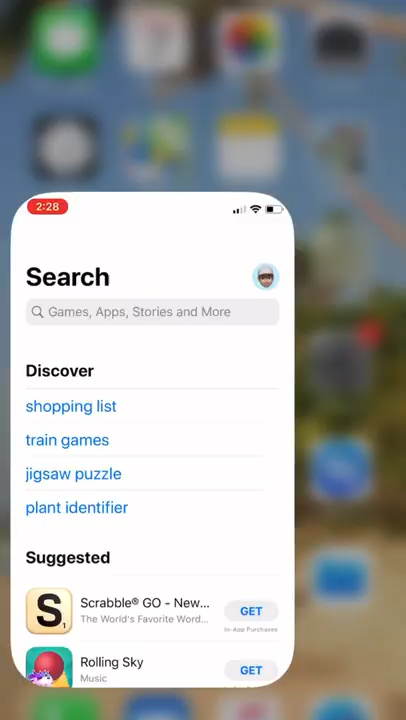 2:28
Search
Games, Apps, Stories and More
Discover
shopping list
train games
jigsaw puzzle
plant identifier
Suggested
S1
Scrabble® GO - New...
The World's Favorite Word...
GET
In-App Purchases
Rolling Sky
Music
GET